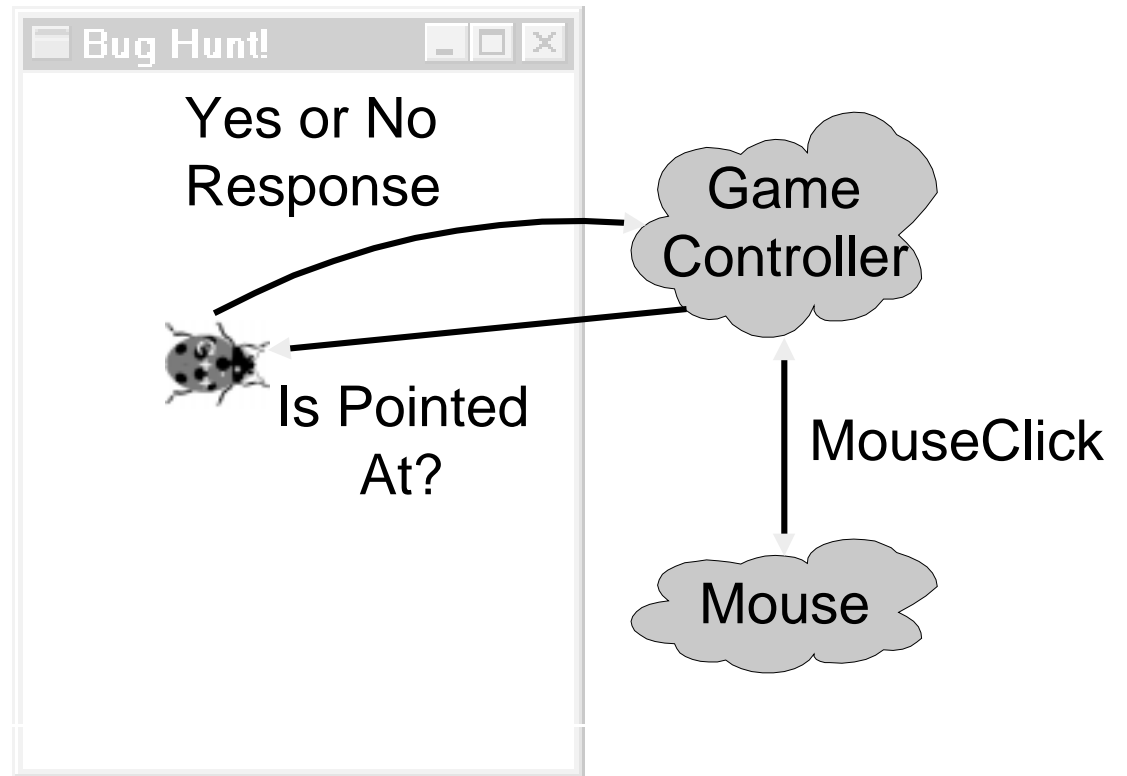 Bug Hunt!
Yes or No
Response
Game
Controller
Is Pointed
At?
MouseClick
Mouse